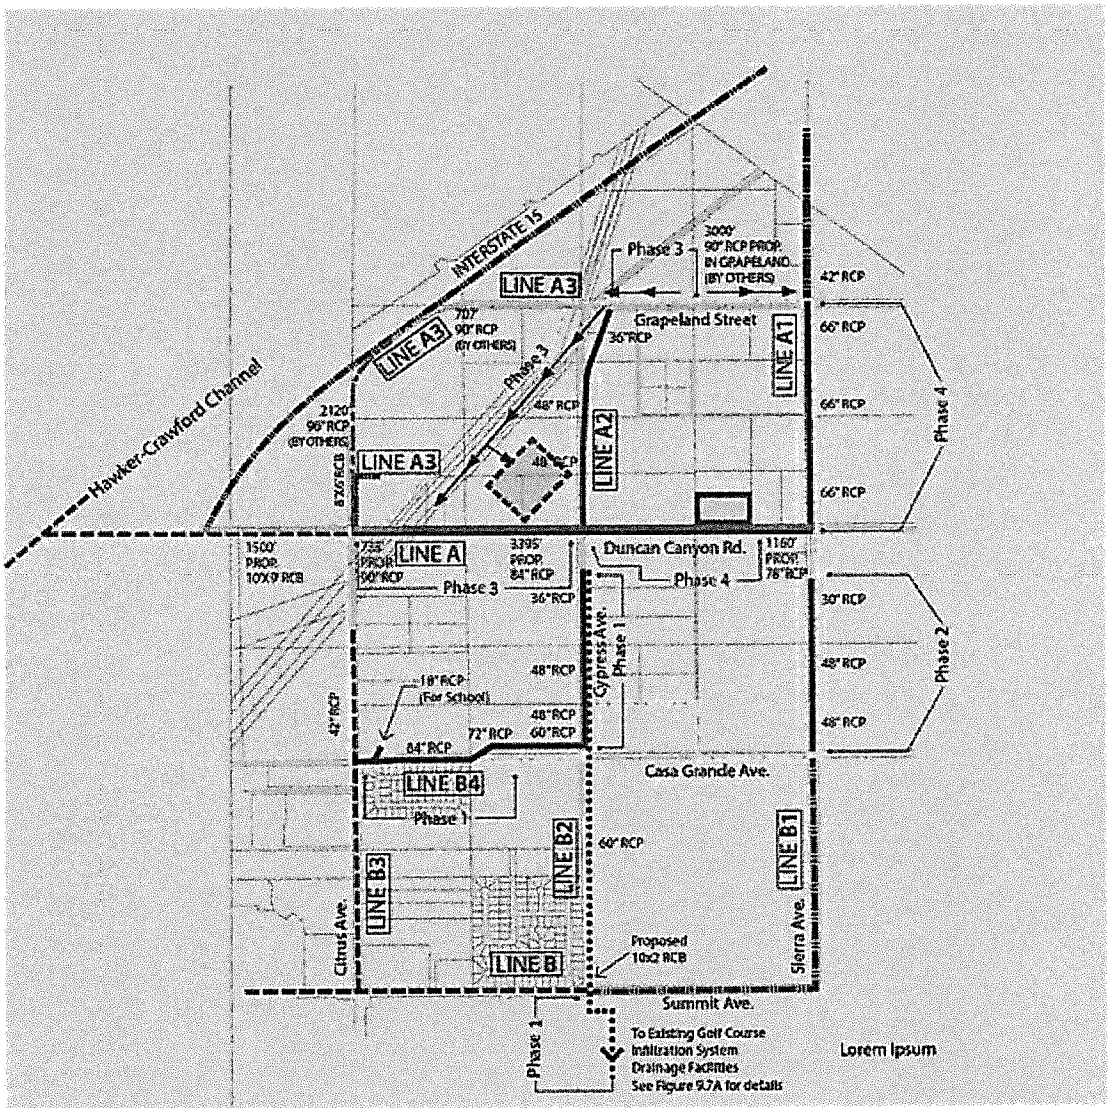 INTERSTATE 15
Phase 3
3000'
90" RCP PROP.
IN GRAPELAND
(BY OTHERS)
42" RCP
LINE A3
Grapeland Street
707'
90" RCP
(BY OTHERS)
LINE A3
36" RCP
LINE A1
66" RCP
Phase 3
Hawker-Crawford Channel
2120'
96" RCP
(BY OTHERS)
48" RCP
LINE A2
66" RCP
Phase 4
LINE A3
8'X6' RCB
48" RCP
66" RCP
1500'
PROP.
10'X9' RCB
735'
PROP.
90" RCP
LINE A
3395'
PROP.
84" RCP
Duncan Canyon Rd.
1160'
PROP.
78" RCP
Phase 3
Phase 4
36" RCP
30" RCP
Cypress Ave.
Phase 1
Phase 2
48" RCP
48" RCP
18" RCP
(For School)
42" RCP
48" RCP
48" RCP
72" RCP
60" RCP
84" RCP
Casa Grande Ave.
LINE B4
Phase 1
LINE B2
60" RCP
LINE B1
LINE B3
Citrus Ave.
Sierra Ave.
LINE B
Proposed
10x2 RCB
Summit Ave.
Phase 1
To Existing Golf Course
Infiltration System
Drainage Facilities
See Figure 9.7A for details
Lorem Ipsum